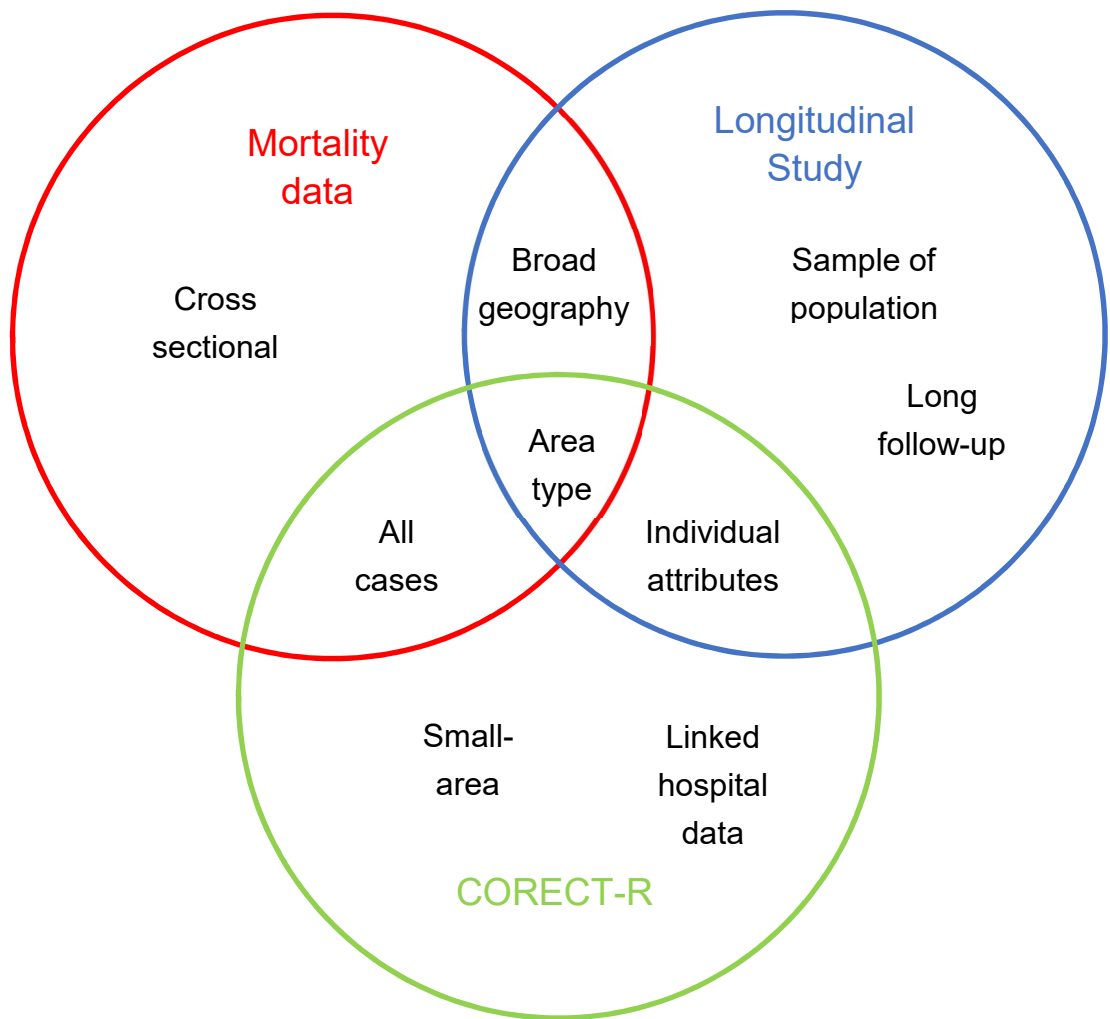 Mortality
data
Longitudinal
Study
Cross
sectional
Broad
geography
Sample of
population
Long
follow-up
Area
type
All
cases
Individual
attributes
Small-
area
Linked
hospital
data
CORECT-R